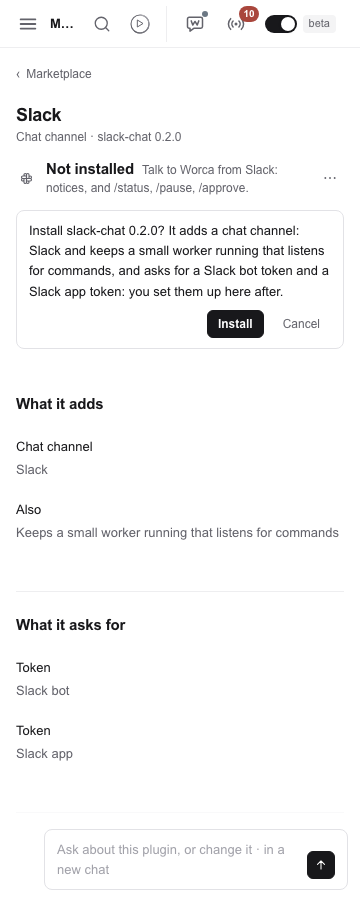 M...
10
beta
‹ Marketplace
Slack
Chat channel · slack-chat 0.2.0
Not installed Talk to Worca from Slack:
notices, and /status, /pause, /approve.
Install slack-chat 0.2.0? It adds a chat channel:
Slack and keeps a small worker running that listens
for commands, and asks for a Slack bot token and a
Slack app token: you set them up here after.
Install Cancel
What it adds
Chat channel
Slack
Also
Keeps a small worker running that listens for commands
What it asks for
Token
Slack bot
Token
Slack app
Ask about this plugin, or change it · in a
new chat